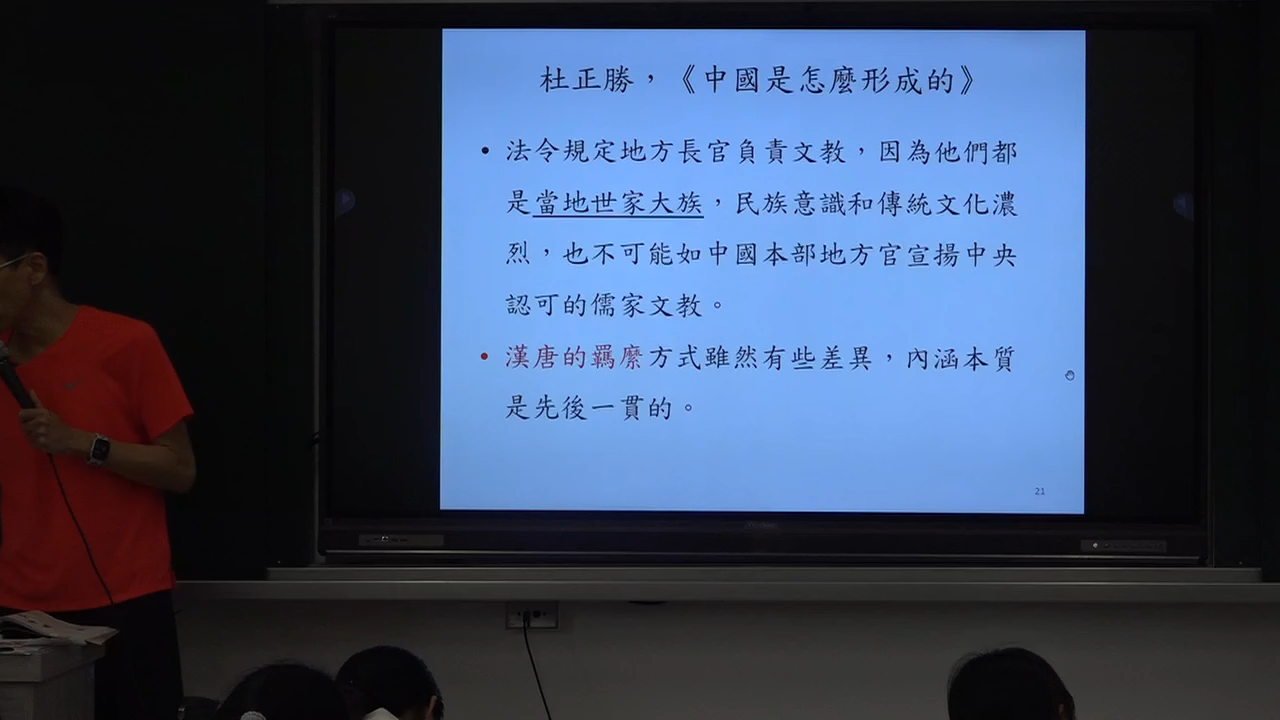 杜正勝，《中國是怎麼形成的》
• 法令規定地方長官負責文教，因為他們都
是當地世家大族，民族意識和傳統文化濃
烈，也不可能如中國本部地方官宣揚中央
認可的儒家文教。
• 漢唐的羈縻方式雖然有些差異，內涵本質
是先後一貫的。
21